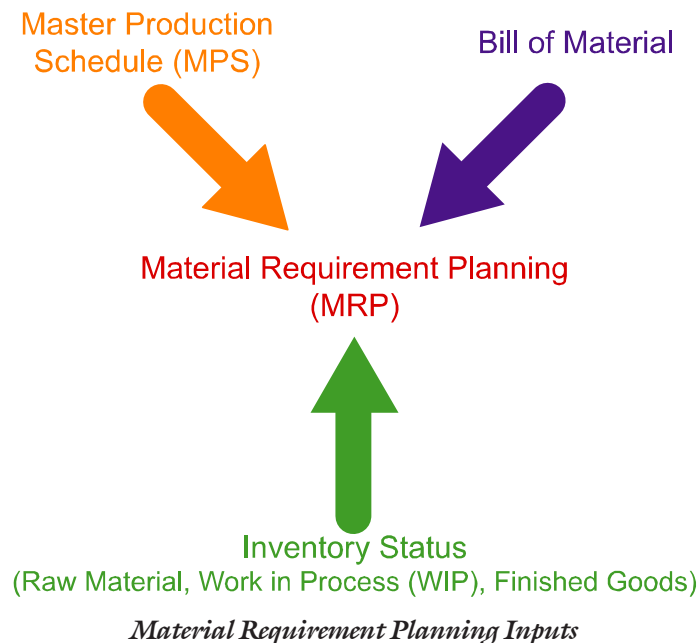 Master Production
Schedule (MPS)
Bill of Material
Material Requirement Planning
(MRP)
Inventory Status
(Raw Material, Work in Process (WIP), Finished Goods)
Material Requirement Planning Inputs